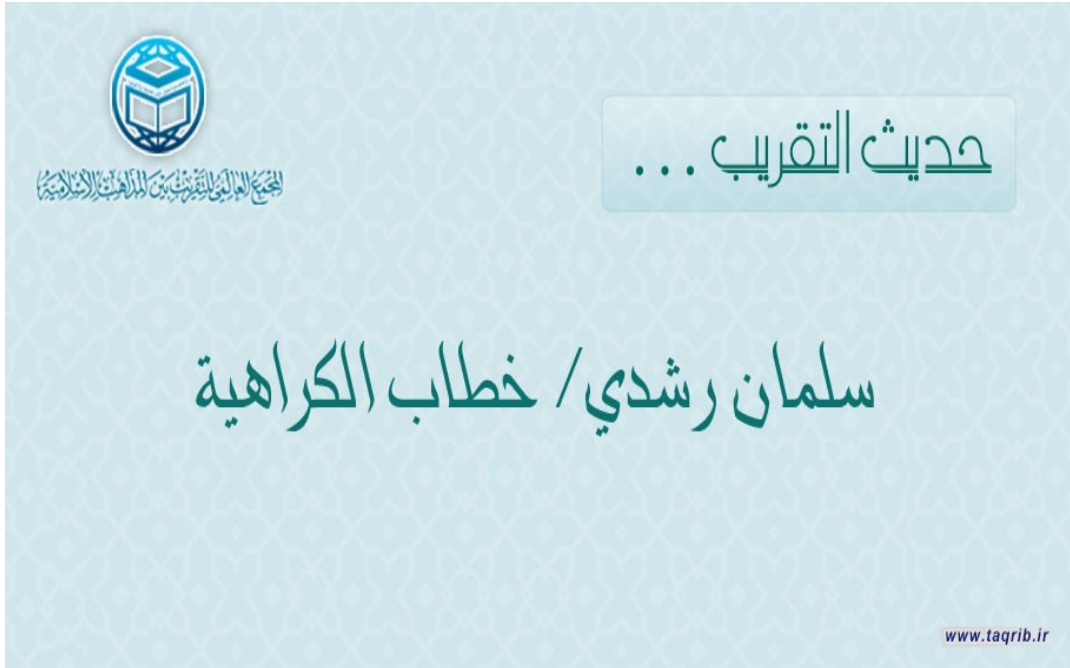 حديث التقريب ...
المجمع العالمي للتقريب بين المذاهب الإسلامية
سلمان رشدي/ خطاب الكراهية
www.taqrib.ir